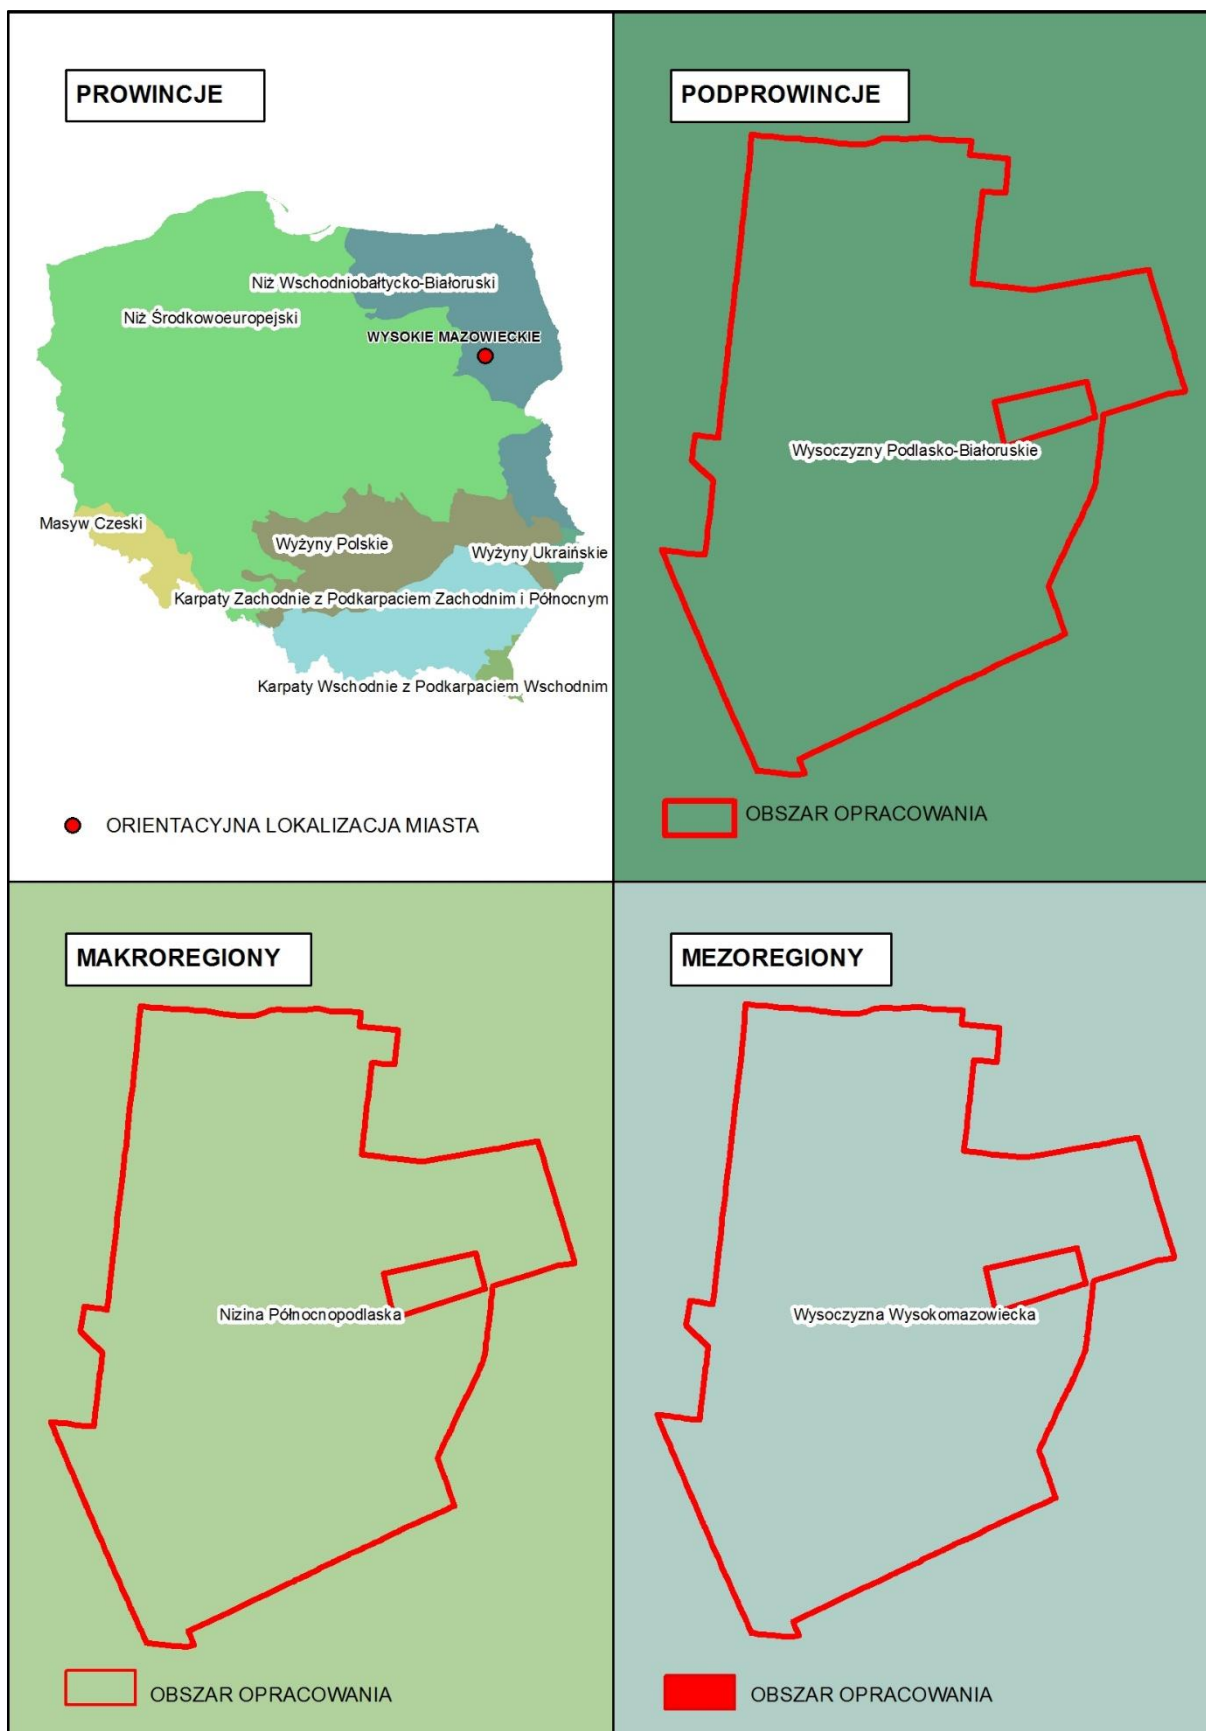 PROWINCJE
Niż Wschodniobałtycko-Białoruski
Niż Środkowoeuropejski
WYSOKIE MAZOWIECKIE
Masyw Czeski
Wyżyny Polskie
Wyżyny Ukraińskie
Karpaty Zachodnie z Podkarpaciem Zachodnim i Północnym
Karpaty Wschodnie z Podkarpaciem Wschodnim
ORIENTACYJNA LOKALIZACJA MIASTA
PODPROWINCJE
Wysoczyzny Podlasko-Białoruskie
OBSZAR OPRACOWANIA
MAKROREGIONY
Nizina Północnopodlaska
OBSZAR OPRACOWANIA
MEZOREGIONY
Wysoczyzna Wysokomazowiecka
OBSZAR OPRACOWANIA